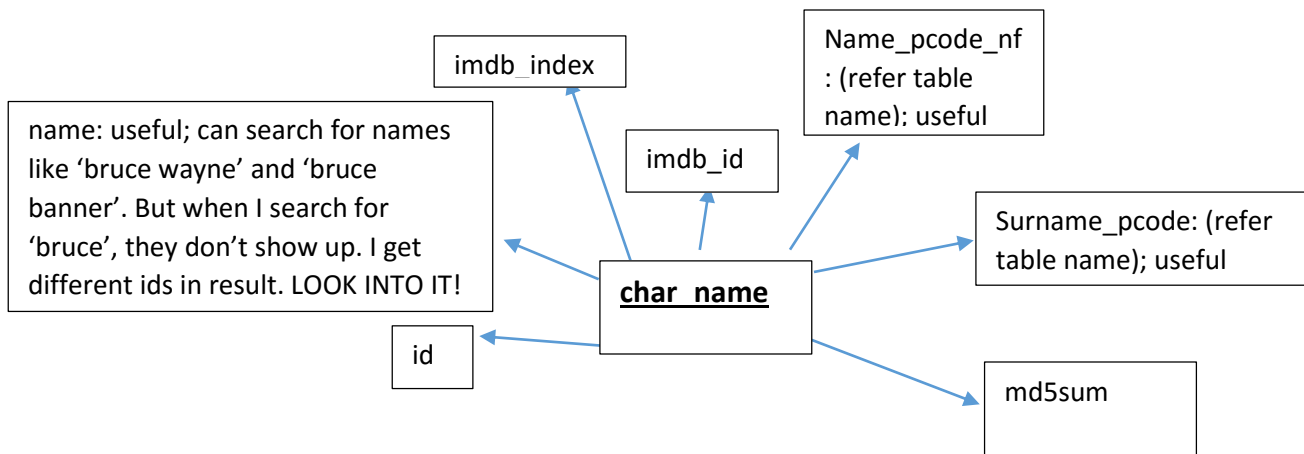 imdb_index
Name_pcode_nf
: (refer table
name); useful
name: useful; can search for names
like ‘bruce wayne’ and ‘bruce
banner’. But when I search for
‘bruce’, they don’t show up. I get
different ids in result. LOOK INTO IT!
imdb_id
Surname_pcode: (refer
table name); useful
char_name
id
md5sum